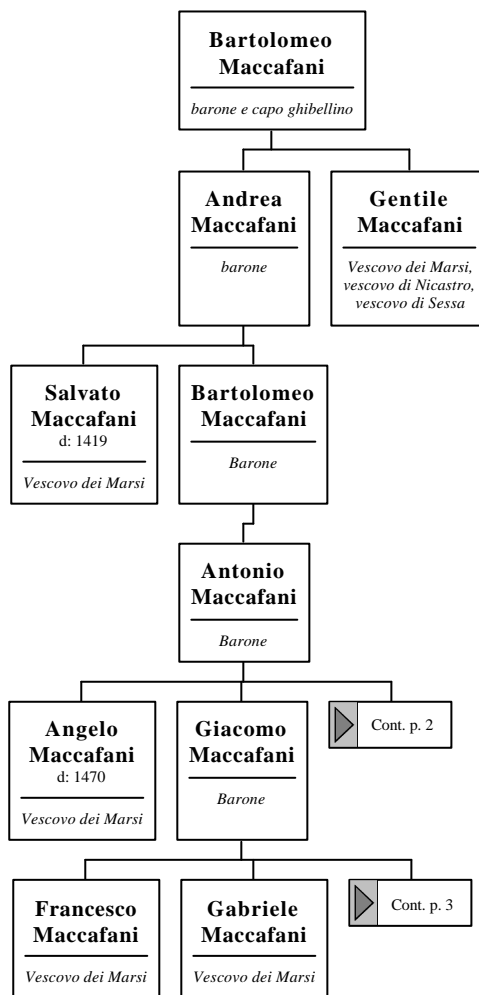 Bartolomeo
Maccafani
barone e capo ghibellino
Andrea
Maccafani
barone
Gentile
Maccafani
Vescovo dei Marsi,
vescovo di Nicastro,
vescovo di Sessa
Salvato
Maccafani
d: 1419
Vescovo dei Marsi
Bartolomeo
Maccafani
Barone
Antonio
Maccafani
Barone
Angelo
Maccafani
d: 1470
Vescovo dei Marsi
Giacomo
Maccafani
Barone
Cont. p. 2
Francesco
Maccafani
Vescovo dei Marsi
Gabriele
Maccafani
Vescovo dei Marsi
Cont. p. 3